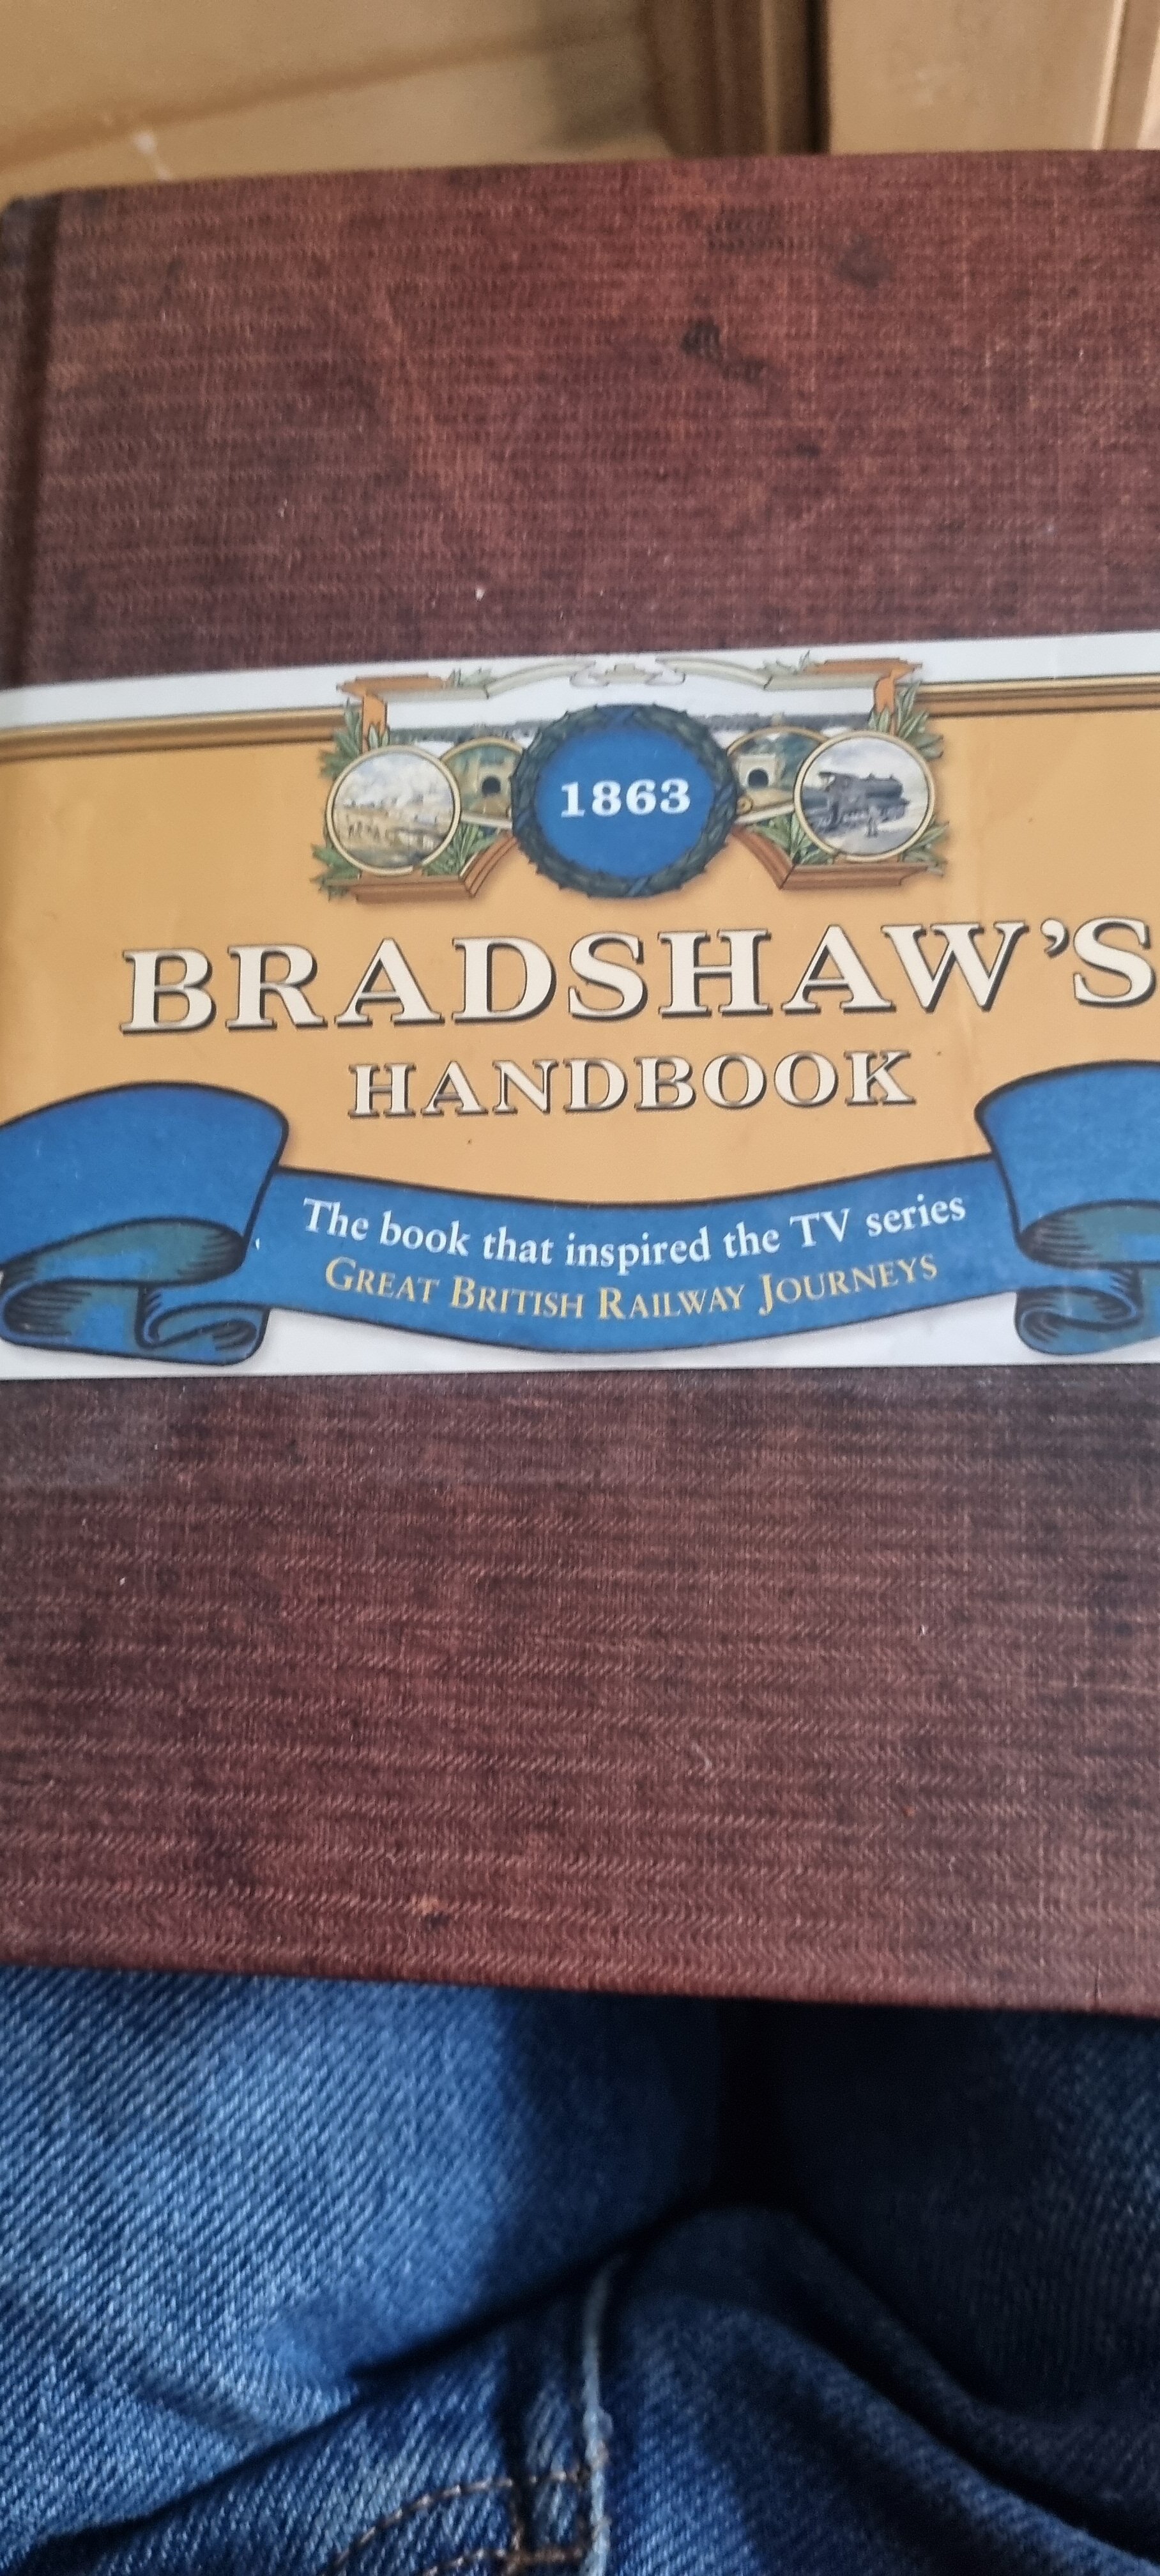 1863
BRADSHAW'S
HANDBOOK
The book that inspired the TV series
GREAT BRITISH RAILWAY JOURNEYS